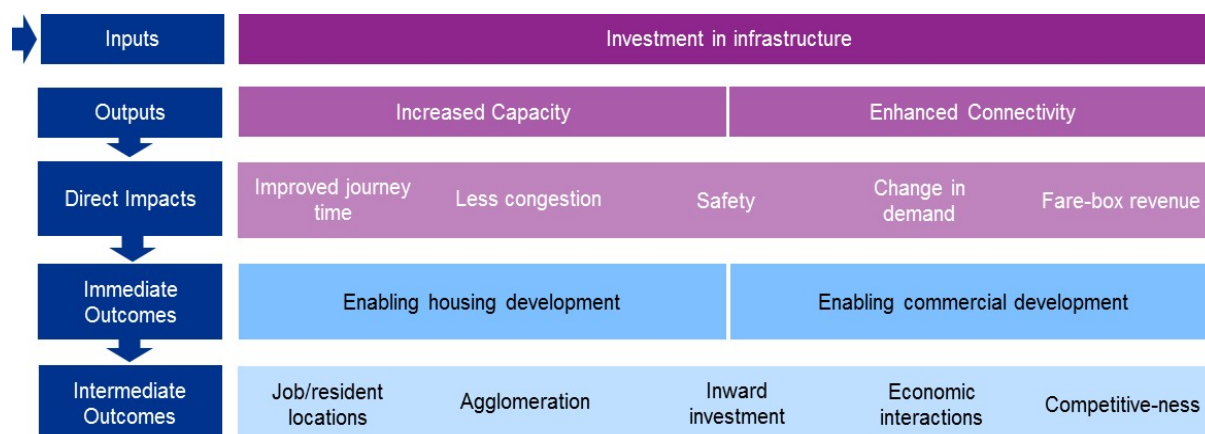 Inputs
Investment in infrastructure
Outputs
Increased Capacity
Enhanced Connectivity
Direct Impacts
Improved journey
time
Less congestion
Safety
Change in
demand
Fare-box revenue
Immediate
Outcomes
Enabling housing development
Enabling commercial development
Intermediate
Outcomes
Job/resident
locations
Agglomeration
Inward
investment
Economic
interactions
Competitive-ness